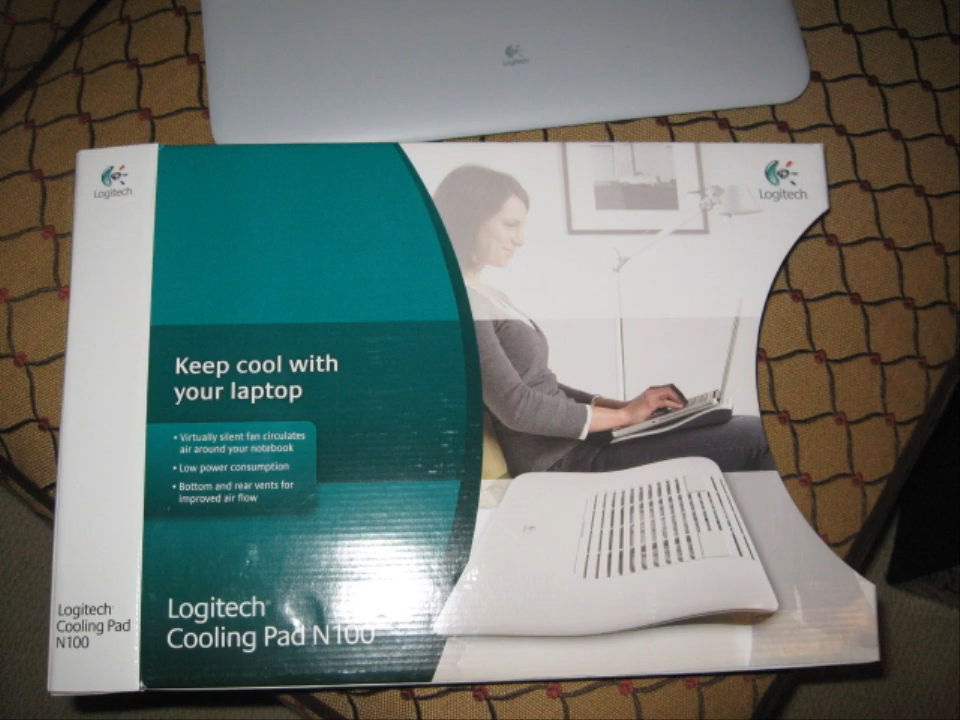 Logitech
Logitech
Logitech
Keep cool with
your laptop
• Virtually silent fan circulates
air around your notebook
• Low power consumption
• Bottom and rear vents for
improved air flow
Logitech
Cooling Pad N100
Logitech
Cooling Pad
N100